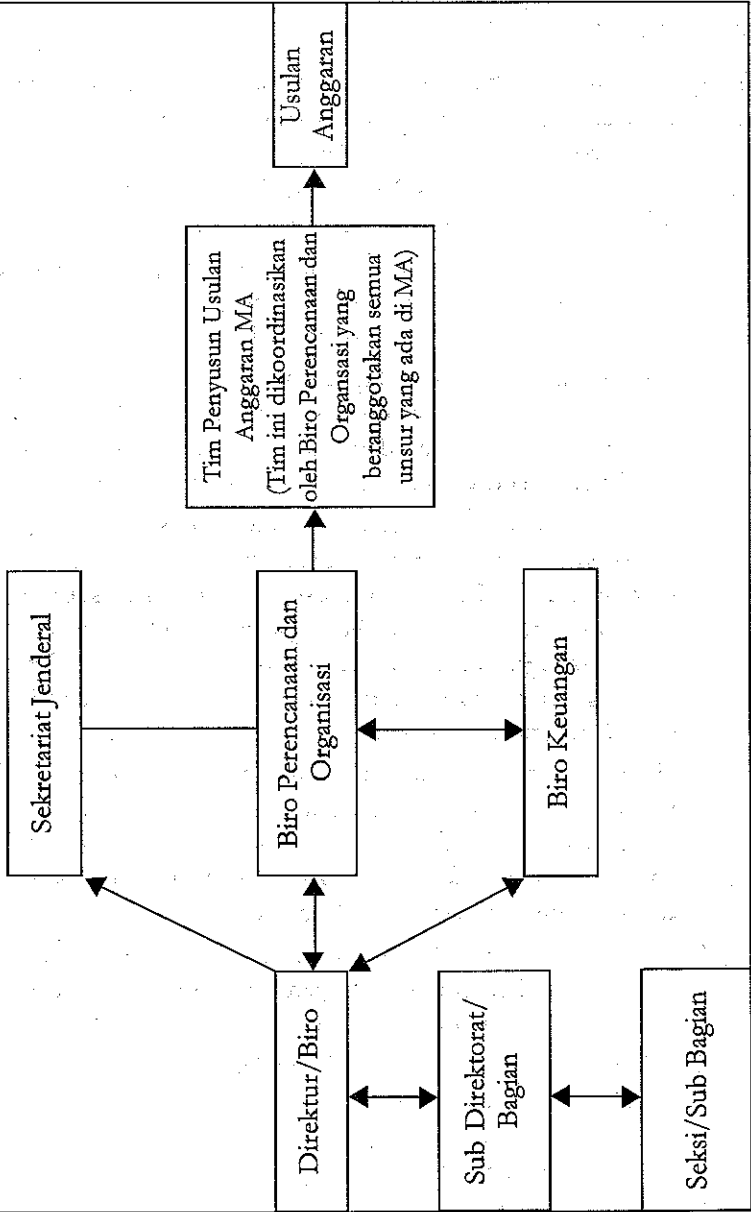 Sekretariat Jenderal
Direktur/Biro
Biro Perencanaan dan
Organisasi
Tim Penyusun Usulan
Anggaran MA
(Tim ini dikoordinasikan
oleh Biro Perencanaan dan
Organsasi yang
beranggotakan semua
unsur yang ada di MA)
Usulan
Anggaran
Sub Direktorat/
Bagian
Biro Keuangan
Seksi/Sub Bagian